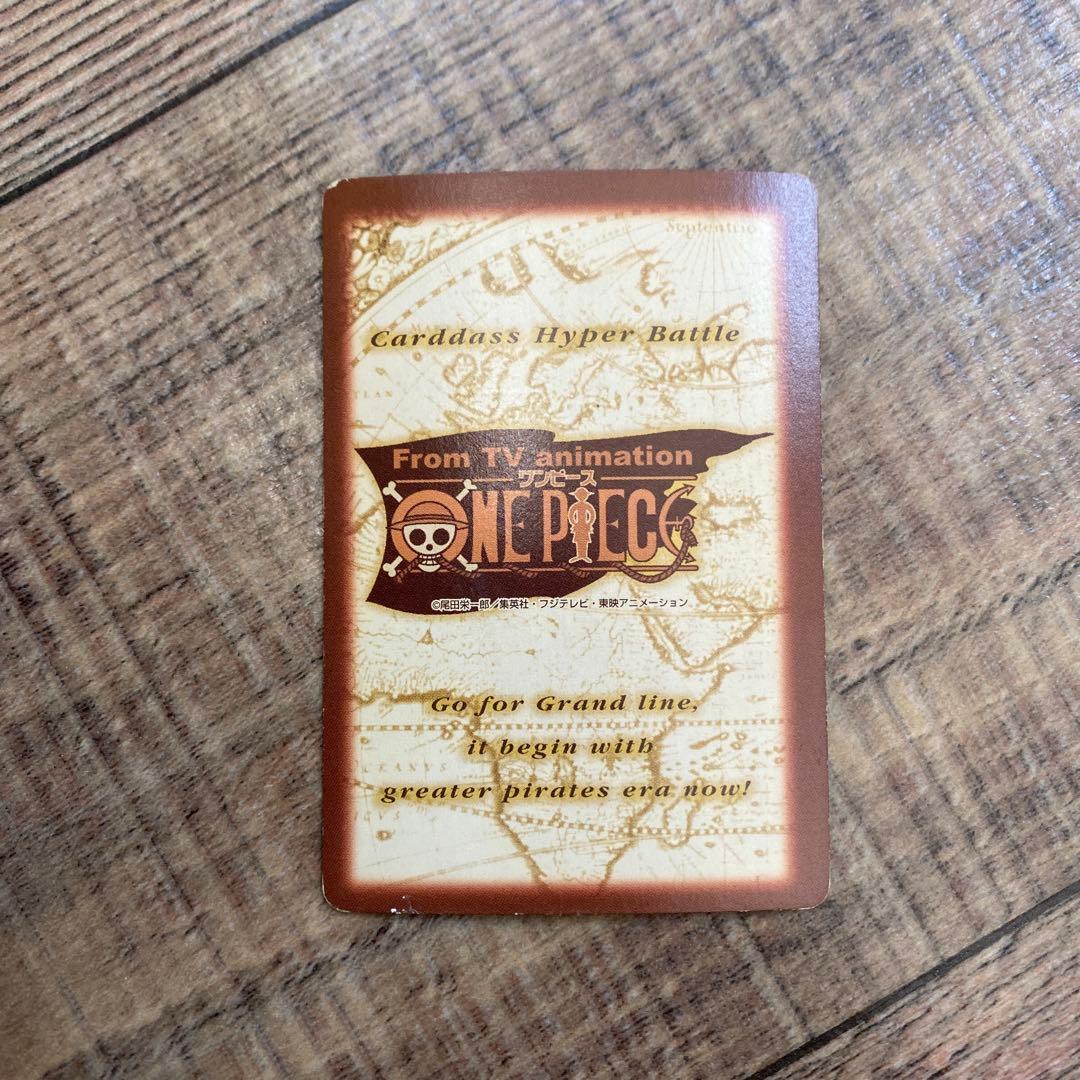 Septentrio
Carddass Hyper Battle
From TV animation
ワンピース
ONE PIECE
©尾田栄一郎／集英社・フジテレビ・東映アニメーション
Go for Grand line,
it begin with
greater pirates era now!